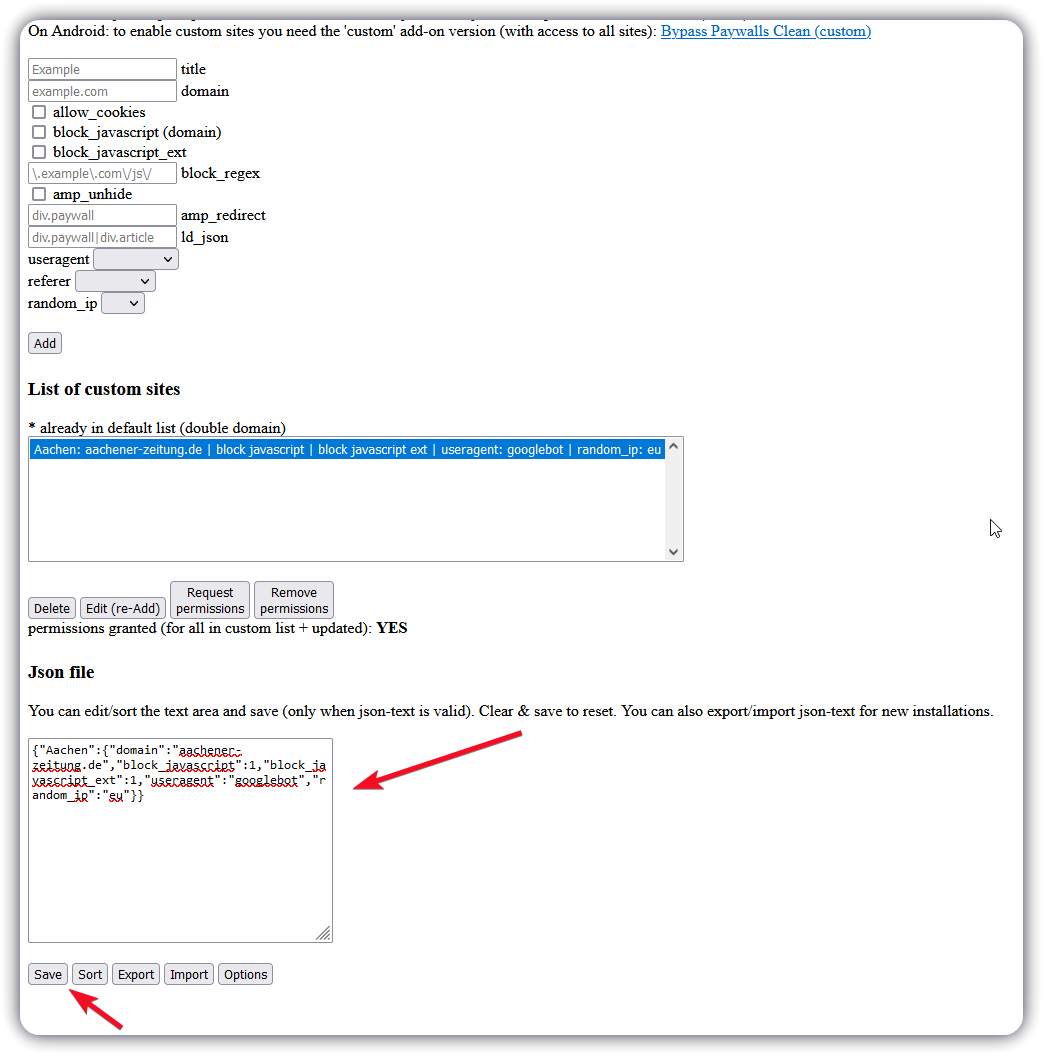 On Android: to enable custom sites you need the 'custom' add-on version (with access to all sites): Bypass Paywalls Clean (custom)
Example title
example.com domain
allow_cookies
block_javascript (domain)
block_javascript_ext
\.example\.com\/js\/ block_regex
amp_unhide
div.paywall amp_redirect
div.paywall|div.article ld_json
useragent
referer
random_ip
Add
List of custom sites
* already in default list (double domain)
Aachen: aachener-zeitung.de | block javascript | block javascript ext | useragent: googlebot | random_ip: eu
Delete Edit (re-Add) Request permissions Remove permissions
permissions granted (for all in custom list + updated): YES
Json file
You can edit/sort the text area and save (only when json-text is valid). Clear & save to reset. You can also export/import json-text for new installations.
{"Aachen":{"domain":"aachener-
zeitung.de","block_javascript":1,"block_ja
vascript_ext":1,"useragent":"googlebot","r
andom_ip":"eu"}}
Save Sort Export Import Options